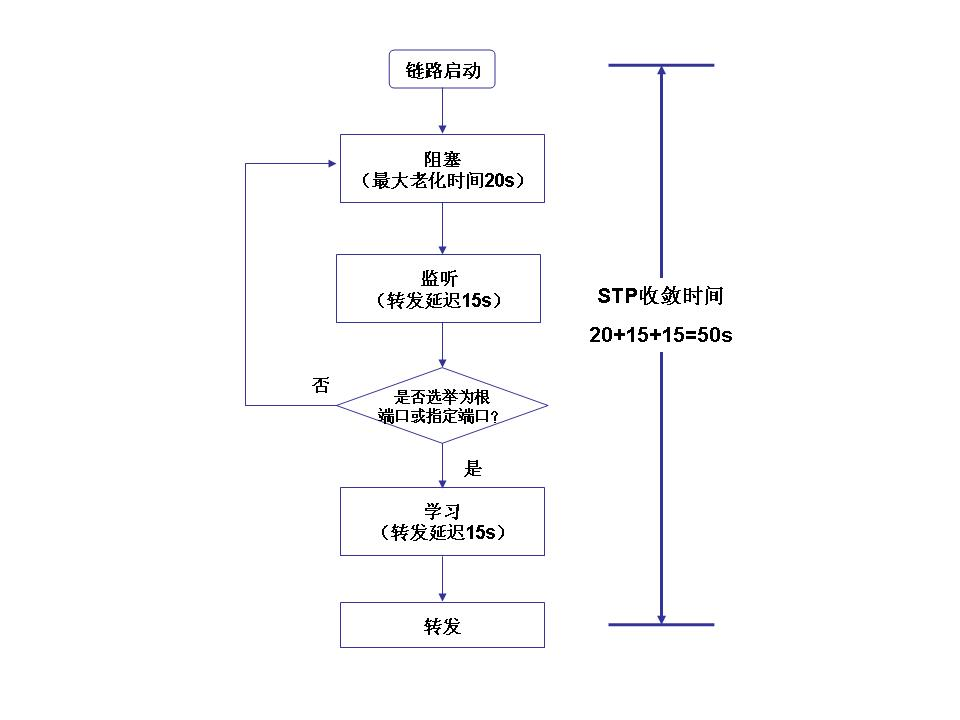 链路启动
阻塞
（最大老化时间20s）
监听
（转发延迟15s）
STP收敛时间
20+15+15=50s
否
是否选举为根
端口或指定端口？
是
学习
（转发延迟15s）
转发